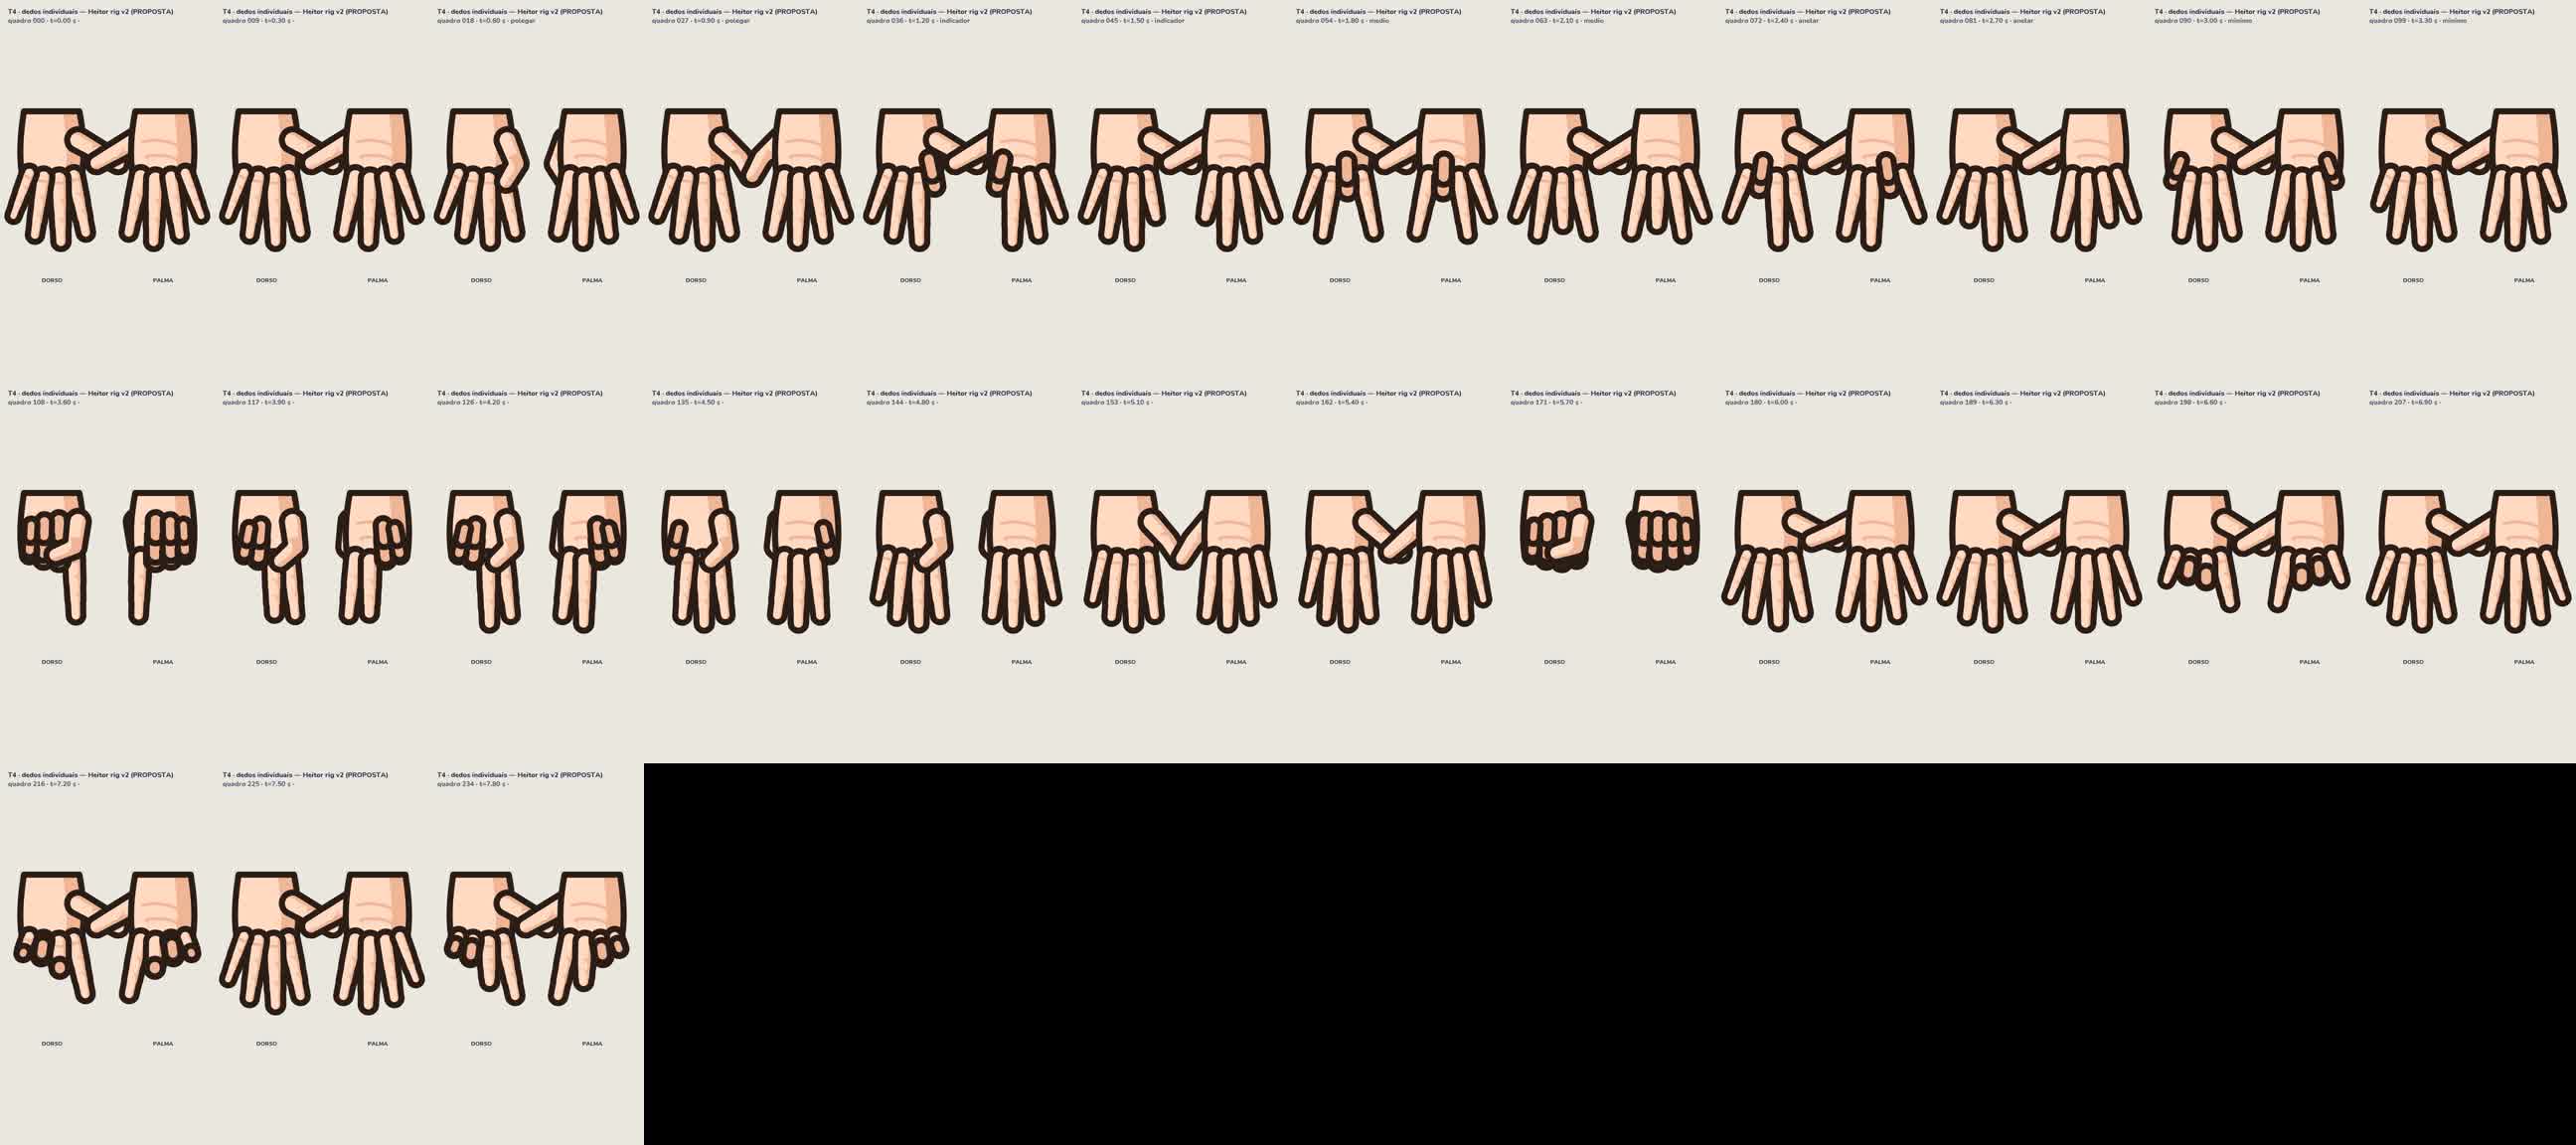 T4 - dedos individuais — Heitor rig v2 (PROPOSTA)
quadro 000 · t=0.00 s ·
DORSO
PALMA
T4 - dedos individuais — Heitor rig v2 (PROPOSTA)
quadro 009 · t=0.30 s ·
DORSO
PALMA
T4 - dedos individuais — Heitor rig v2 (PROPOSTA)
quadro 018 · t=0.60 s · polegar
DORSO
PALMA
T4 - dedos individuais — Heitor rig v2 (PROPOSTA)
quadro 027 · t=0.90 s · polegar
DORSO
PALMA
T4 - dedos individuais — Heitor rig v2 (PROPOSTA)
quadro 036 · t=1.20 s · indicador
DORSO
PALMA
T4 - dedos individuais — Heitor rig v2 (PROPOSTA)
quadro 045 · t=1.50 s · indicador
DORSO
PALMA
T4 - dedos individuais — Heitor rig v2 (PROPOSTA)
quadro 054 · t=1.80 s · medio
DORSO
PALMA
T4 - dedos individuais — Heitor rig v2 (PROPOSTA)
quadro 063 · t=2.10 s · medio
DORSO
PALMA
T4 - dedos individuais — Heitor rig v2 (PROPOSTA)
quadro 072 · t=2.40 s · anelar
DORSO
PALMA
T4 - dedos individuais — Heitor rig v2 (PROPOSTA)
quadro 081 · t=2.70 s · anelar
DORSO
PALMA
T4 - dedos individuais — Heitor rig v2 (PROPOSTA)
quadro 090 · t=3.00 s · minimo
DORSO
PALMA
T4 - dedos individuais — Heitor rig v2 (PROPOSTA)
quadro 099 · t=3.30 s · minimo
DORSO
PALMA
T4 - dedos individuais — Heitor rig v2 (PROPOSTA)
quadro 108 · t=3.60 s ·
DORSO
PALMA
T4 - dedos individuais — Heitor rig v2 (PROPOSTA)
quadro 117 · t=3.90 s ·
DORSO
PALMA
T4 - dedos individuais — Heitor rig v2 (PROPOSTA)
quadro 126 · t=4.20 s ·
DORSO
PALMA
T4 - dedos individuais — Heitor rig v2 (PROPOSTA)
quadro 135 · t=4.50 s ·
DORSO
PALMA
T4 - dedos individuais — Heitor rig v2 (PROPOSTA)
quadro 144 · t=4.80 s ·
DORSO
PALMA
T4 - dedos individuais — Heitor rig v2 (PROPOSTA)
quadro 153 · t=5.10 s ·
DORSO
PALMA
T4 - dedos individuais — Heitor rig v2 (PROPOSTA)
quadro 162 · t=5.40 s ·
DORSO
PALMA
T4 - dedos individuais — Heitor rig v2 (PROPOSTA)
quadro 171 · t=5.70 s ·
DORSO
PALMA
T4 - dedos individuais — Heitor rig v2 (PROPOSTA)
quadro 180 · t=6.00 s ·
DORSO
PALMA
T4 - dedos individuais — Heitor rig v2 (PROPOSTA)
quadro 189 · t=6.30 s ·
DORSO
PALMA
T4 - dedos individuais — Heitor rig v2 (PROPOSTA)
quadro 198 · t=6.60 s ·
DORSO
PALMA
T4 - dedos individuais — Heitor rig v2 (PROPOSTA)
quadro 207 · t=6.90 s ·
DORSO
PALMA
T4 - dedos individuais — Heitor rig v2 (PROPOSTA)
quadro 216 · t=7.20 s ·
DORSO
PALMA
T4 - dedos individuais — Heitor rig v2 (PROPOSTA)
quadro 225 · t=7.50 s ·
DORSO
PALMA
T4 - dedos individuais — Heitor rig v2 (PROPOSTA)
quadro 234 · t=7.80 s ·
DORSO
PALMA